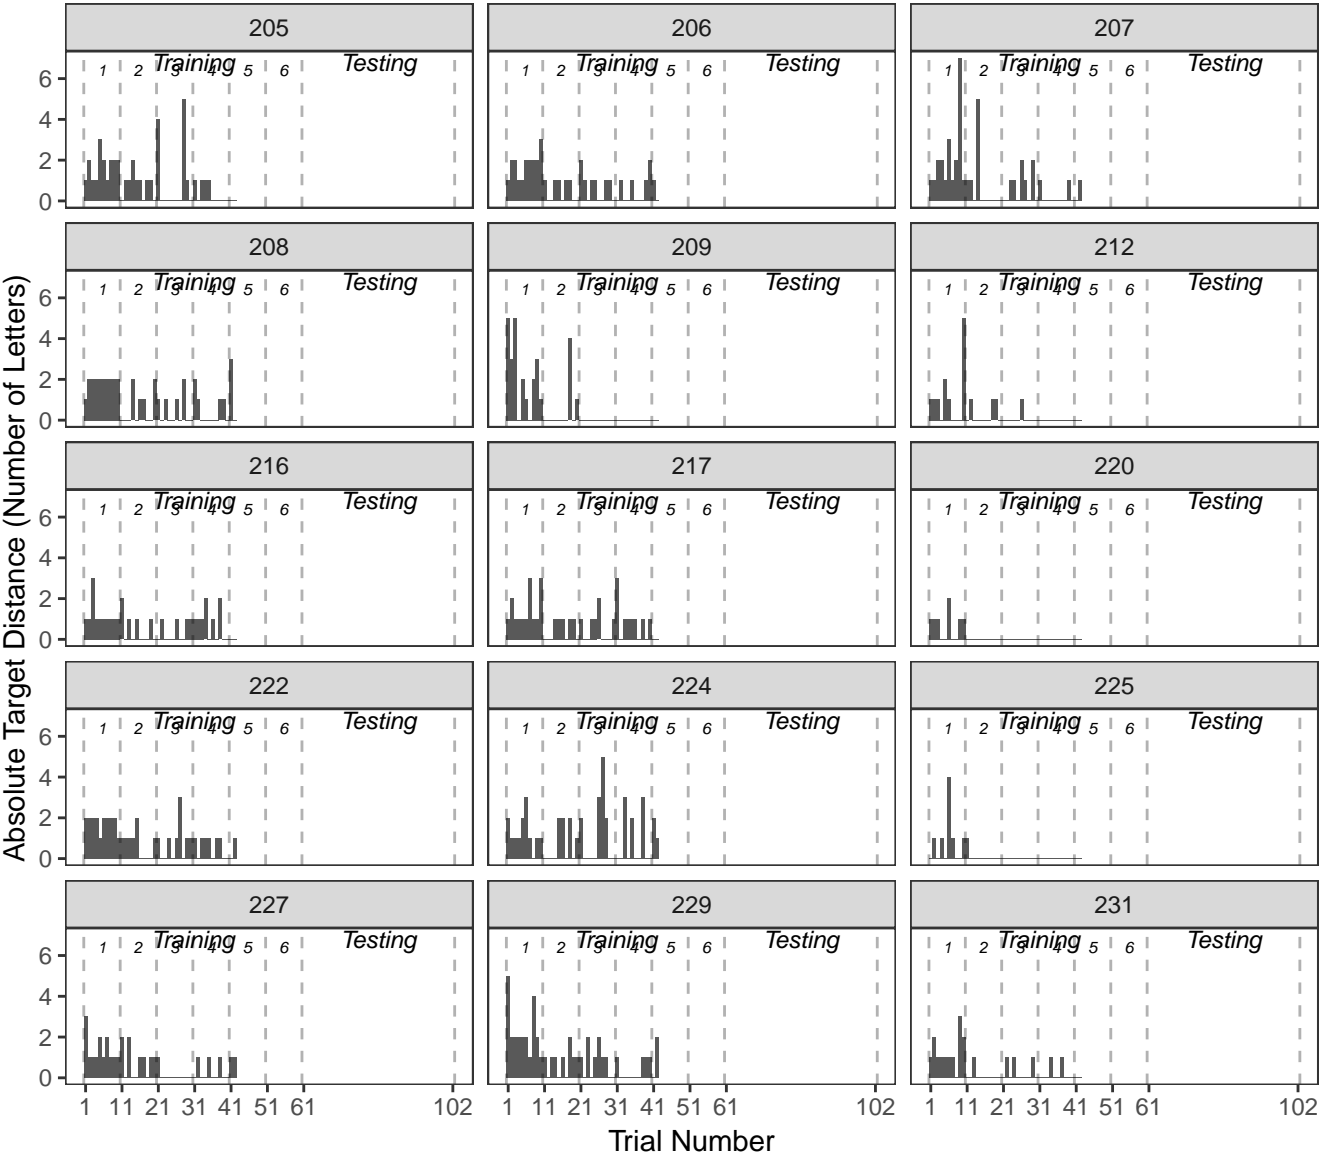 205 206 207
1 2 3 4 5 6 Training Testing 1 2 3 4 5 6 Training Testing 1 2 3 4 5 6 Training Testing
6
4
2
0
208 209 212
1 2 3 4 5 6 Training Testing 1 2 3 4 5 6 Training Testing 1 2 3 4 5 6 Training Testing
6
4
2
0
216 217 220
1 2 3 4 5 6 Training Testing 1 2 3 4 5 6 Training Testing 1 2 3 4 5 6 Training Testing
6
4
2
0
222 224 225
1 2 3 4 5 6 Training Testing 1 2 3 4 5 6 Training Testing 1 2 3 4 5 6 Training Testing
6
4
2
0
227 229 231
1 2 3 4 5 6 Training Testing 1 2 3 4 5 6 Training Testing 1 2 3 4 5 6 Training Testing
6
4
2
0
1 11 21 31 41 51 61 102 1 11 21 31 41 51 61 102 1 11 21 31 41 51 61 102
Trial Number
Absolute Target Distance (Number of Letters)